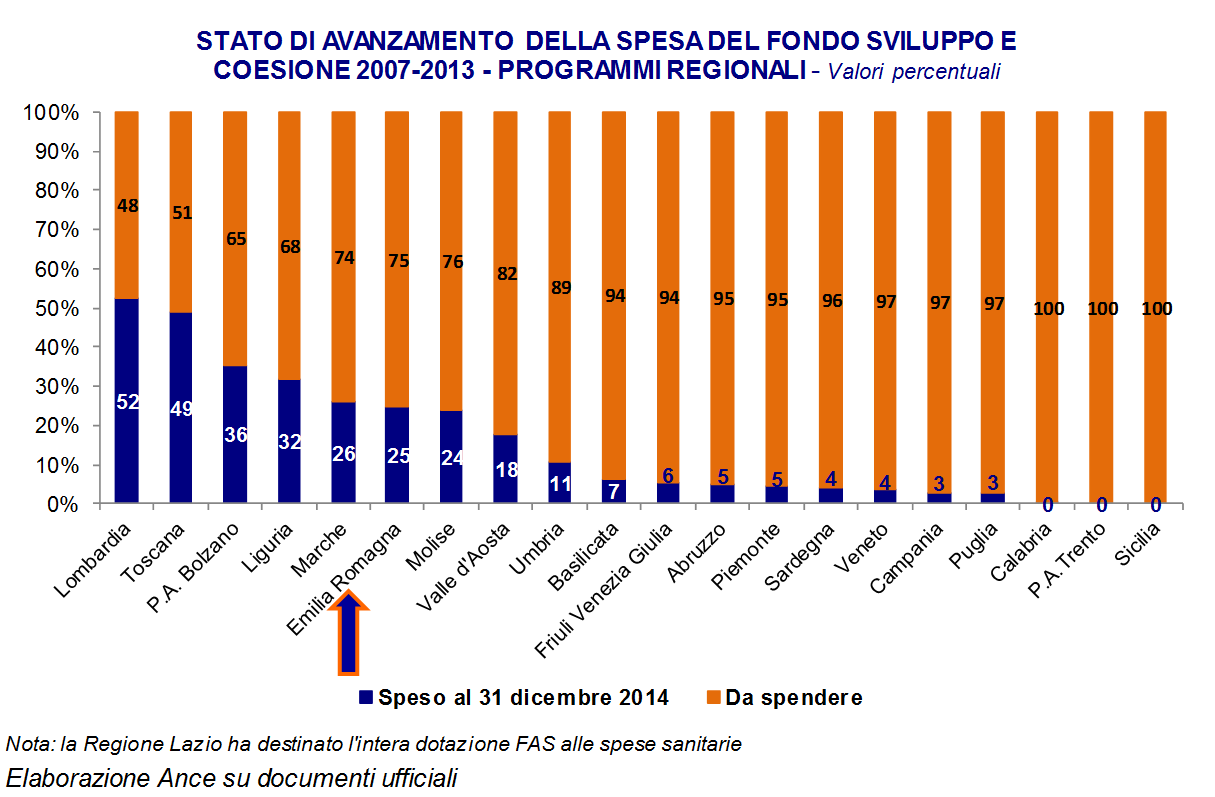 STATO DI AVANZAMENTO DELLA SPESA DEL FONDO SVILUPPO E
COESIONE 2007-2013 - PROGRAMMI REGIONALI - Valori percentuali
100%
90%
80%
70%
60%
50%
40%
30%
20%
10%
0%
48 51 65 68 74 75 76 82 89 94 94 95 95 96 97 97 97 100 100 100
52 49 36 32 26 25 24 18 11 7 6 5 5 4 4 3 3 0 0 0
Lombardia
Toscana
P.A. Bolzano
Liguria
Marche
Emilia Romagna
Molise
Valle d'Aosta
Umbria
Basilicata
Friuli Venezia Giulia
Abruzzo
Piemonte
Sardegna
Veneto
Campania
Puglia
Calabria
P.A. Trento
Sicilia
Speso al 31 dicembre 2014 Da spendere
Nota: la Regione Lazio ha destinato l'intera dotazione FAS alle spese sanitarie
Elaborazione Ance su documenti ufficiali